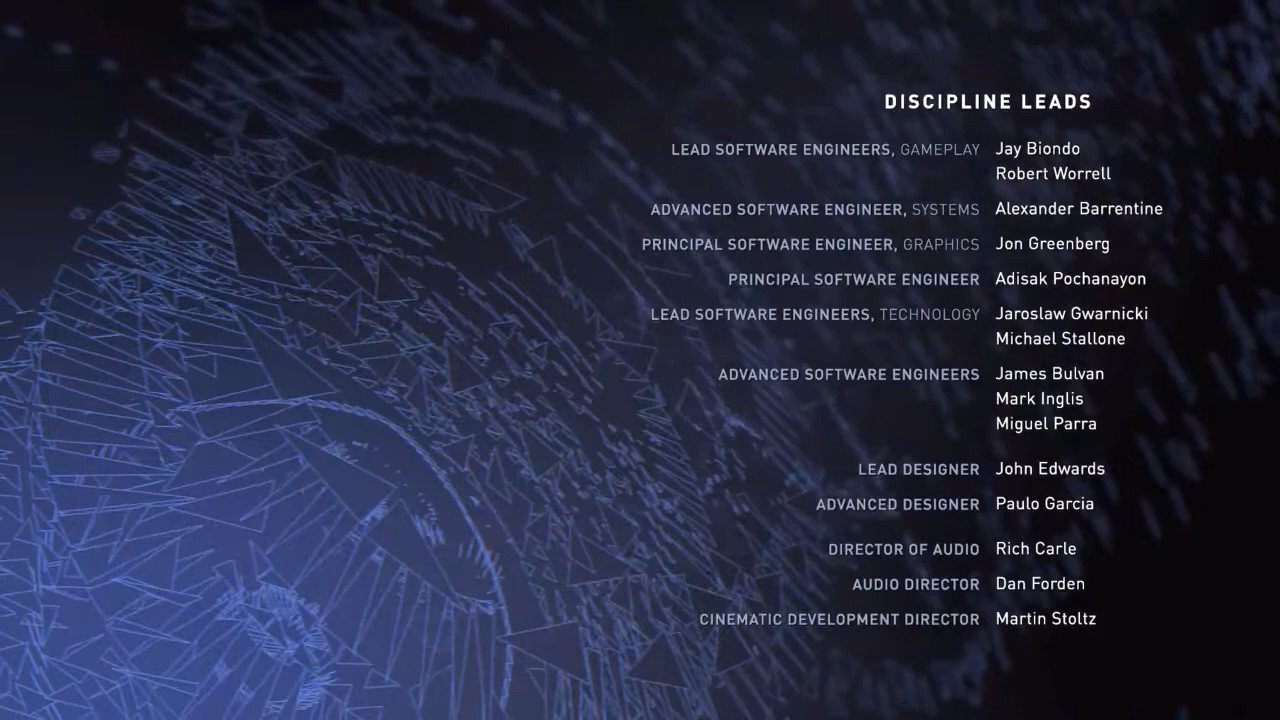 DISCIPLINE LEADS
LEAD SOFTWARE ENGINEERS, GAMEPLAY Jay Biondo
Robert Worrell
ADVANCED SOFTWARE ENGINEER, SYSTEMS Alexander Barrentine
PRINCIPAL SOFTWARE ENGINEER, GRAPHICS Jon Greenberg
PRINCIPAL SOFTWARE ENGINEER Adisak Pochanayon
LEAD SOFTWARE ENGINEERS, TECHNOLOGY Jaroslaw Gwarnicki
Michael Stallone
ADVANCED SOFTWARE ENGINEERS James Bulvan
Mark Inglis
Miguel Parra
LEAD DESIGNER John Edwards
ADVANCED DESIGNER Paulo Garcia
DIRECTOR OF AUDIO Rich Carle
AUDIO DIRECTOR Dan Forden
CINEMATIC DEVELOPMENT DIRECTOR Martin Stoltz